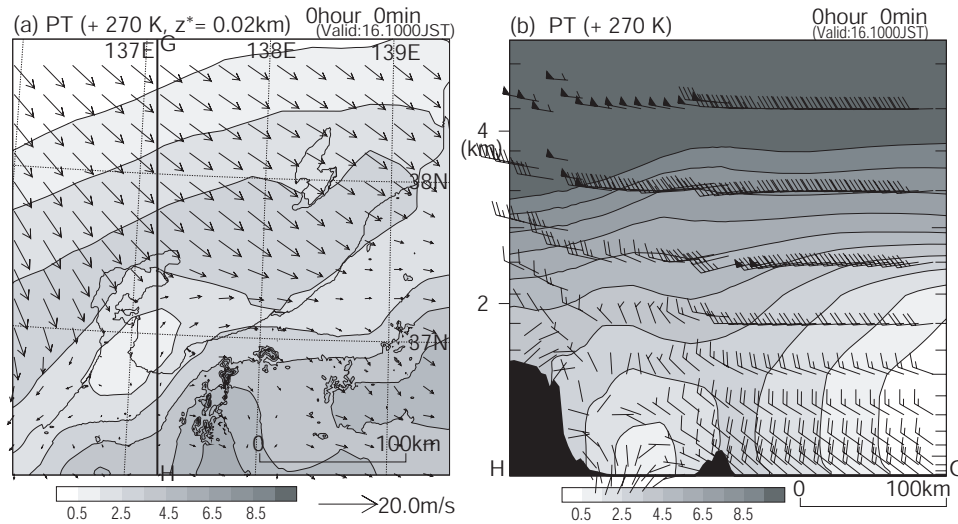 (a) PT (+ 270 K, z*= 0.02km)
0hour 0min
(Valid:16.1000JST)
137E
G
138E
139E
38N
37N
0
100km
H
0.5 2.5 4.5 6.5 8.5
20.0m/s
(b) PT (+ 270 K)
0hour 0min
(Valid:16.1000JST)
4
(km)
2
H
G
0.5 2.5 4.5 6.5 8.5
0
100km